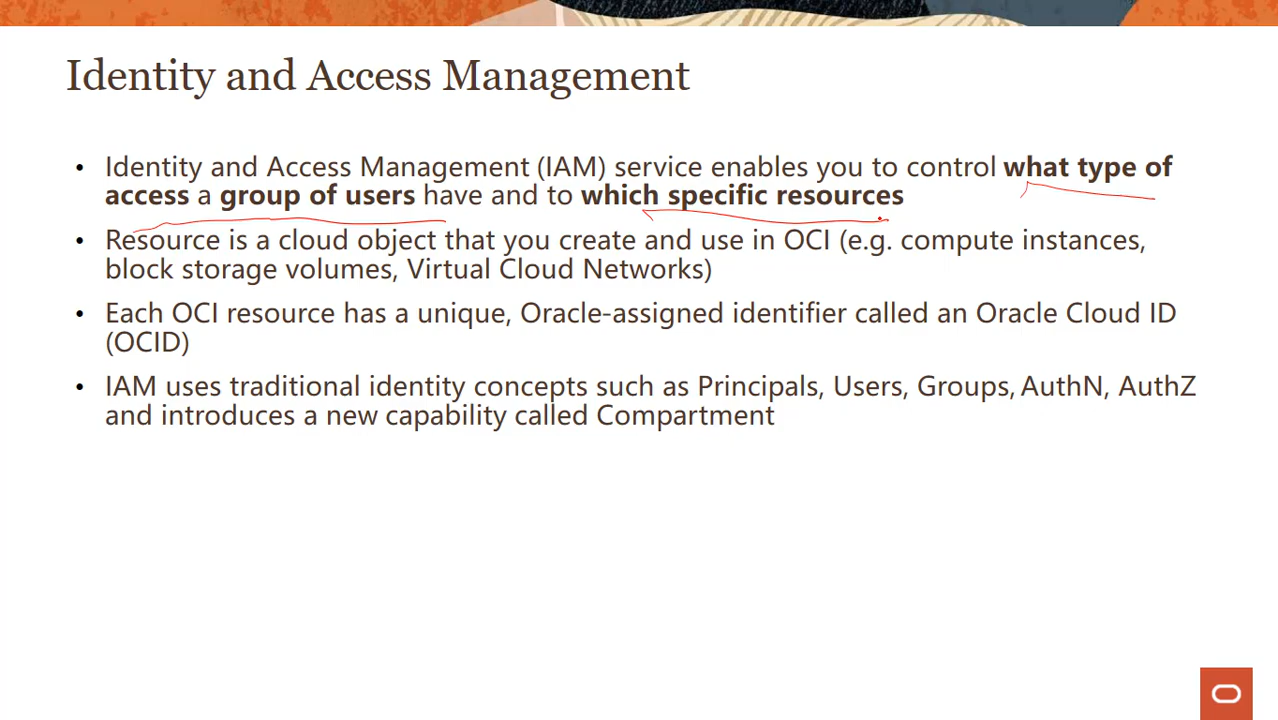 Identity and Access Management
• Identity and Access Management (IAM) service enables you to control what type of
access a group of users have and to which specific resources
• Resource is a cloud object that you create and use in OCI (e.g. compute instances,
block storage volumes, Virtual Cloud Networks)
• Each OCI resource has a unique, Oracle-assigned identifier called an Oracle Cloud ID
(OCID)
• IAM uses traditional identity concepts such as Principals, Users, Groups, AuthN, AuthZ
and introduces a new capability called Compartment